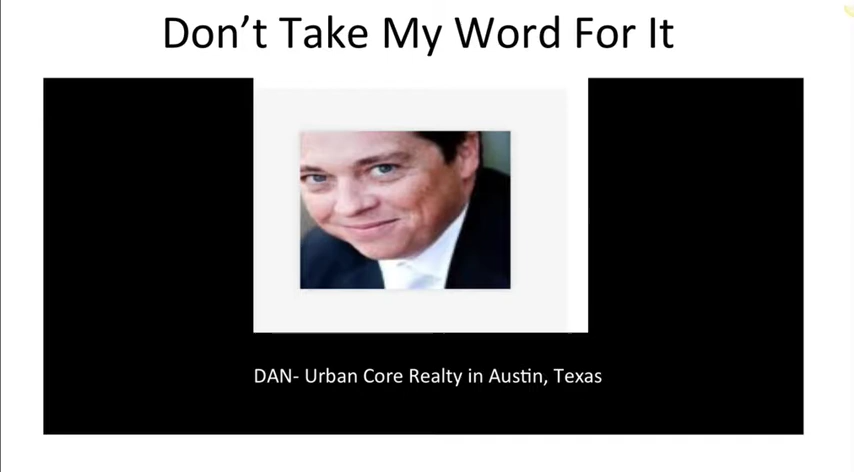 Don’t Take My Word For It
DAN- Urban Core Realty in Austin, Texas